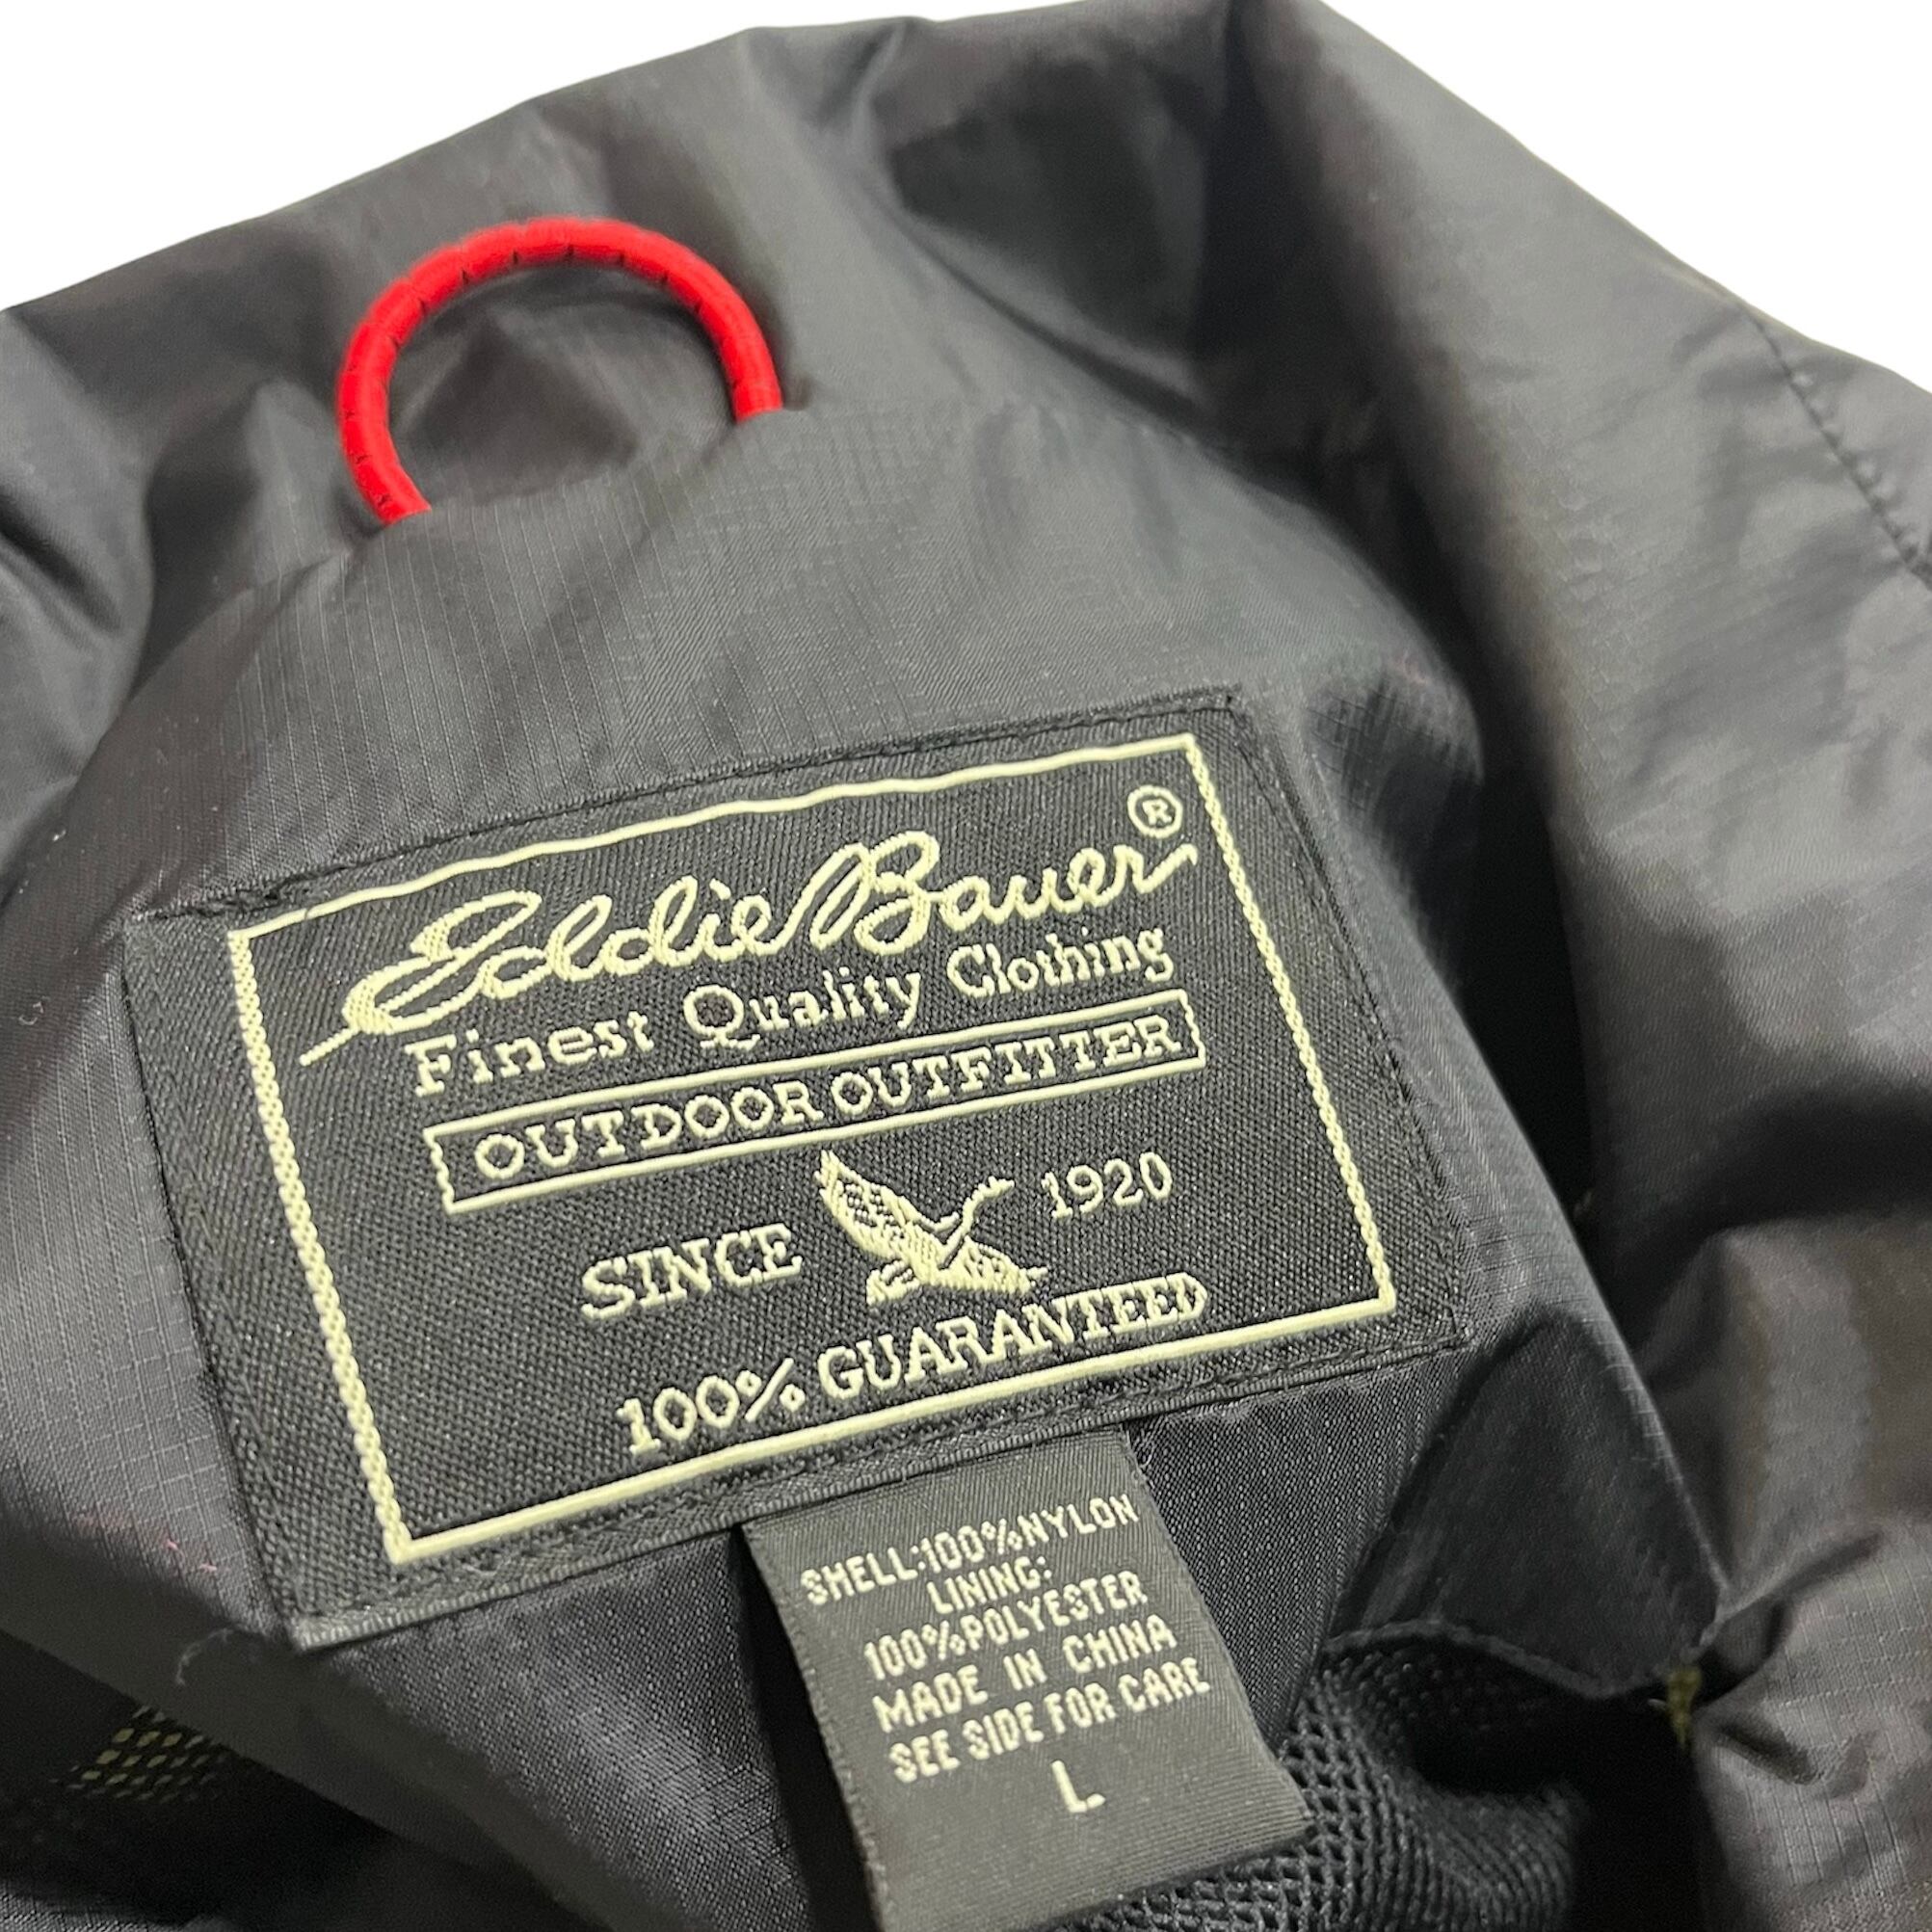 Eddie Bauer®
Finest Quality Clothing
OUTDOOR OUTFITTER
SINCE 1920
100% GUARANTEED
SHELL:100%NYLON
LINING:
100%POLYESTER
MADE IN CHINA
SEE SIDE FOR CARE
L